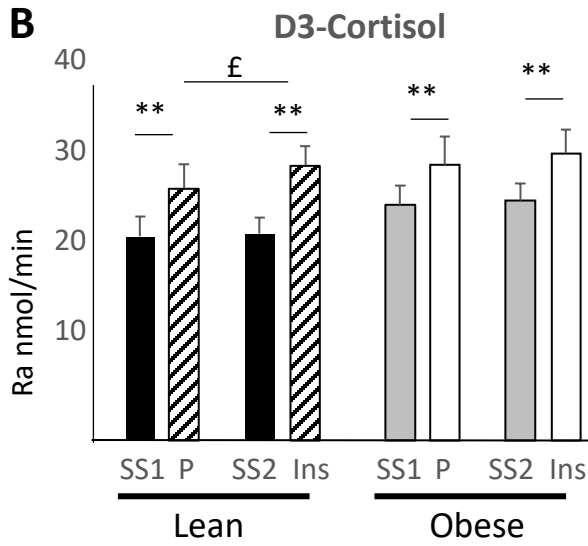 B
D3-Cortisol
40
30
20
10
Ra nmol/min
£
** ** ** **
SS1 P SS2 Ins SS1 P SS2 Ins
Lean Obese